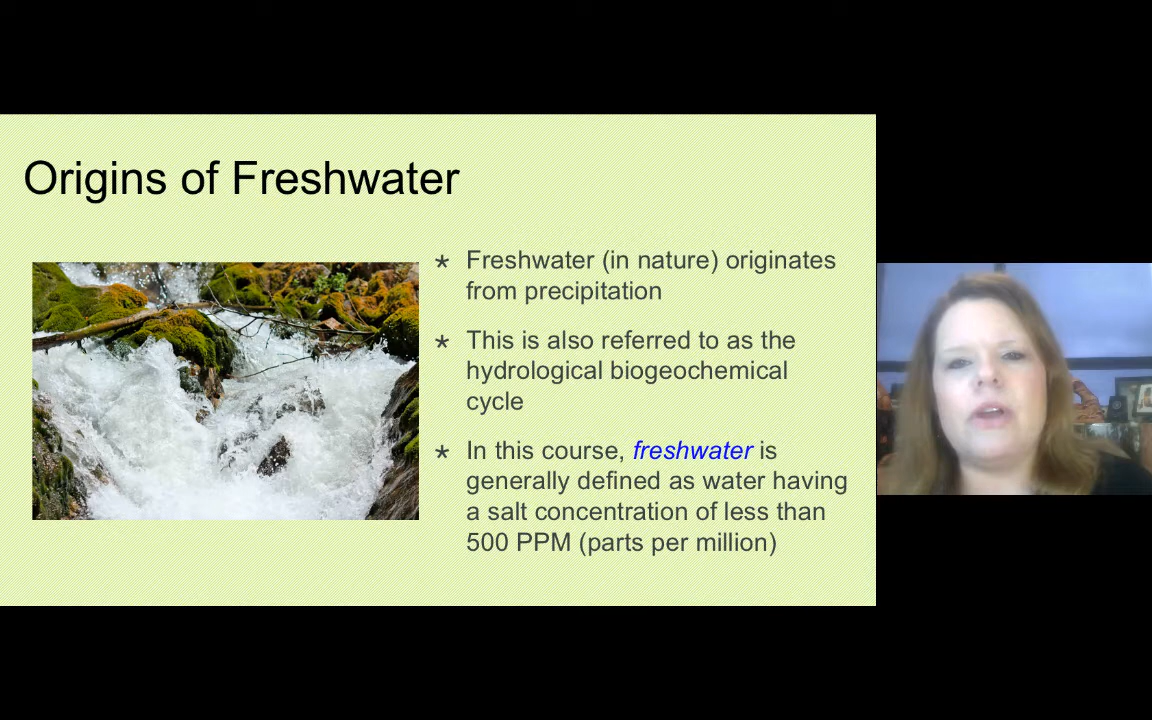 Origins of Freshwater
* Freshwater (in nature) originates
from precipitation
* This is also referred to as the
hydrological biogeochemical
cycle
* In this course, freshwater is
generally defined as water having
a salt concentration of less than
500 PPM (parts per million)